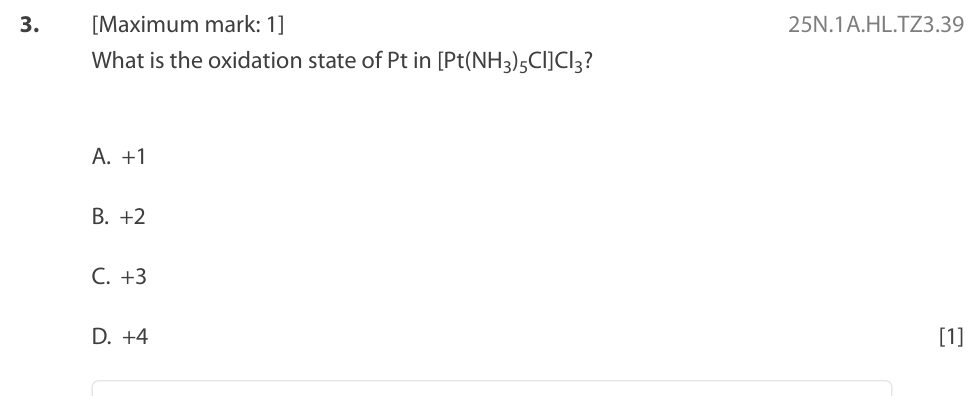 3. [Maximum mark: 1] 25N.1A.HL.TZ3.39
What is the oxidation state of Pt in [Pt(NH₃)₅Cl]Cl₃?
A. +1
B. +2
C. +3
D. +4 [1]